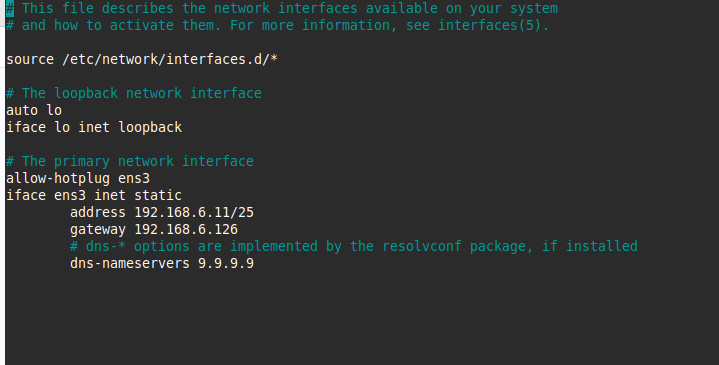 # This file describes the network interfaces available on your system
# and how to activate them. For more information, see interfaces(5).
source /etc/network/interfaces.d/*
# The loopback network interface
auto lo
iface lo inet loopback
# The primary network interface
allow-hotplug ens3
iface ens3 inet static
address 192.168.6.11/25
gateway 192.168.6.126
# dns-* options are implemented by the resolvconf package, if installed
dns-nameservers 9.9.9.9